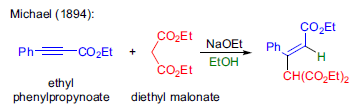 Michael (1894):
Ph CO₂Et
ethyl
phenylpropynoate
+
CO₂Et
CO₂Et
diethyl malonate
NaOEt
EtOH
CO₂Et
Ph
H
CH(CO₂Et)₂